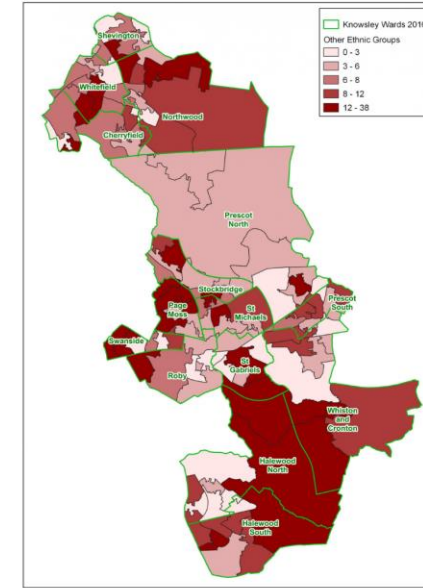 Knowsley Wards 2016
Other Ethnic Groups
0 - 3
3 - 6
6 - 8
8 - 12
12 - 38
Shevington
Whitefield
Northwood
Cherryfield
Prescot
North
Stockbridge
Page
Moss
St
Michaels
Prescot
South
Swanside
Roby
St
Gabriels
Whiston
and
Cronton
Halewood
North
Halewood
South